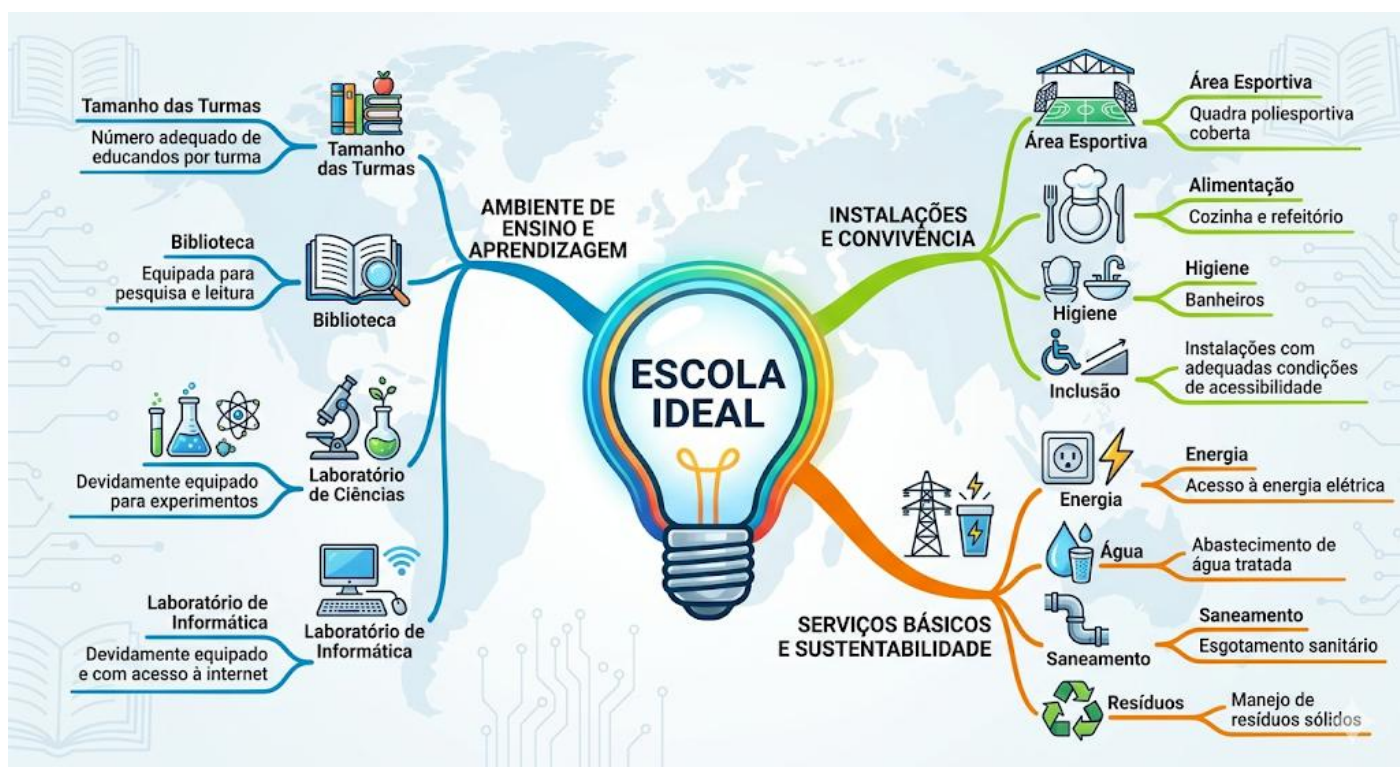 ESCOLA
IDEAL
AMBIENTE DE
ENSINO E
APRENDIZAGEM
Tamanho das Turmas
Número adequado de
educandos por turma
Tamanho
das Turmas
Biblioteca
Equipada para
pesquisa e leitura
Biblioteca
Devidamente equipado
para experimentos
Laboratório
de Ciências
Laboratório de
Informática
Devidamente equipado
e com acesso à internet
Laboratório de
Informática
INSTALAÇÕES
E CONVIVÊNCIA
Área Esportiva
Área Esportiva
Quadra poliesportiva
coberta
Alimentação
Cozinha e refeitório
Higiene
Higiene
Banheiros
Inclusão
Instalações com
adequadas condições
de acessibilidade
SERVIÇOS BÁSICOS
E SUSTENTABILIDADE
Energia
Energia
Acesso à energia elétrica
Água
Abastecimento de
água tratada
Saneamento
Saneamento
Esgotamento sanitário
Resíduos
Manejo de
resíduos sólidos